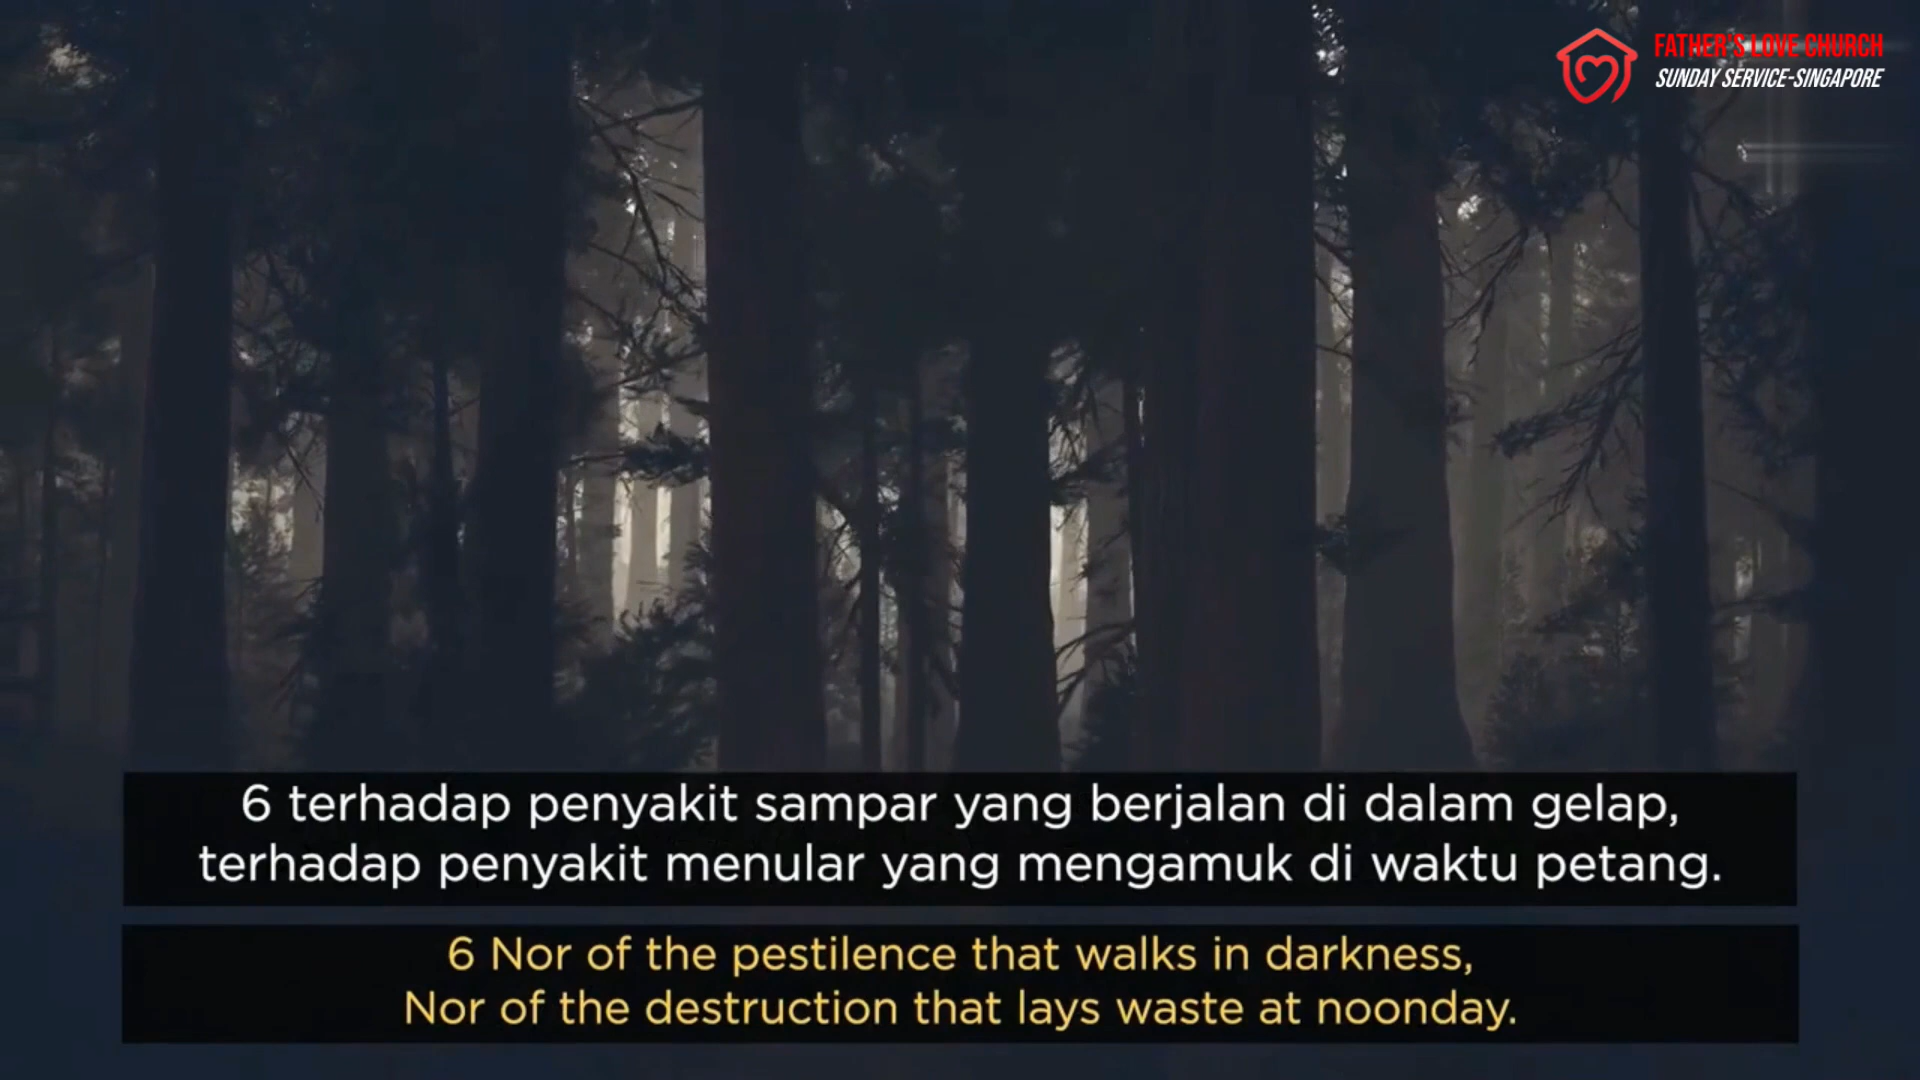 FATHER'S LOVE CHURCH
SUNDAY SERVICE-SINGAPORE
6 terhadap penyakit sampar yang berjalan di dalam gelap,
terhadap penyakit menular yang mengamuk di waktu petang.
6 Nor of the pestilence that walks in darkness,
Nor of the destruction that lays waste at noonday.